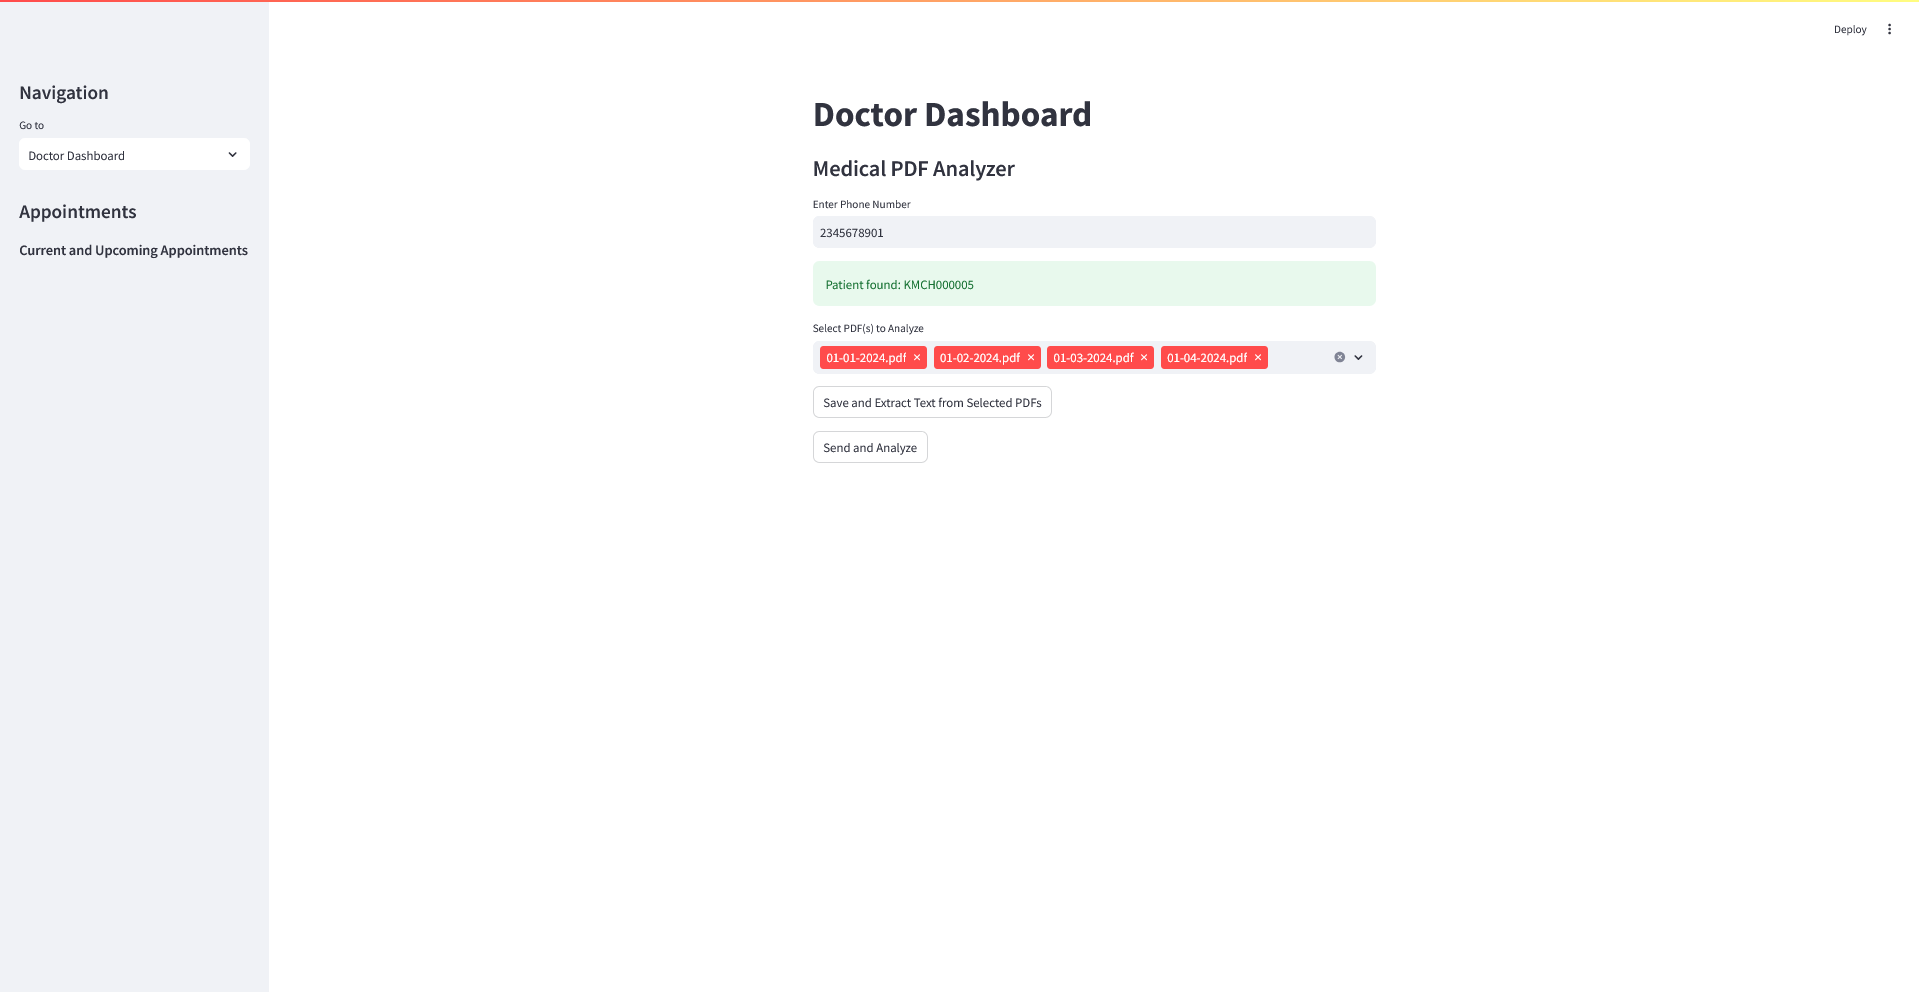 Deploy
Navigation
Go to
Doctor Dashboard
Appointments
Current and Upcoming Appointments
Doctor Dashboard
Medical PDF Analyzer
Enter Phone Number
2345678901
Patient found: KMCH000005
Select PDF(s) to Analyze
01-01-2024.pdf 01-02-2024.pdf 01-03-2024.pdf 01-04-2024.pdf
Save and Extract Text from Selected PDFs
Send and Analyze